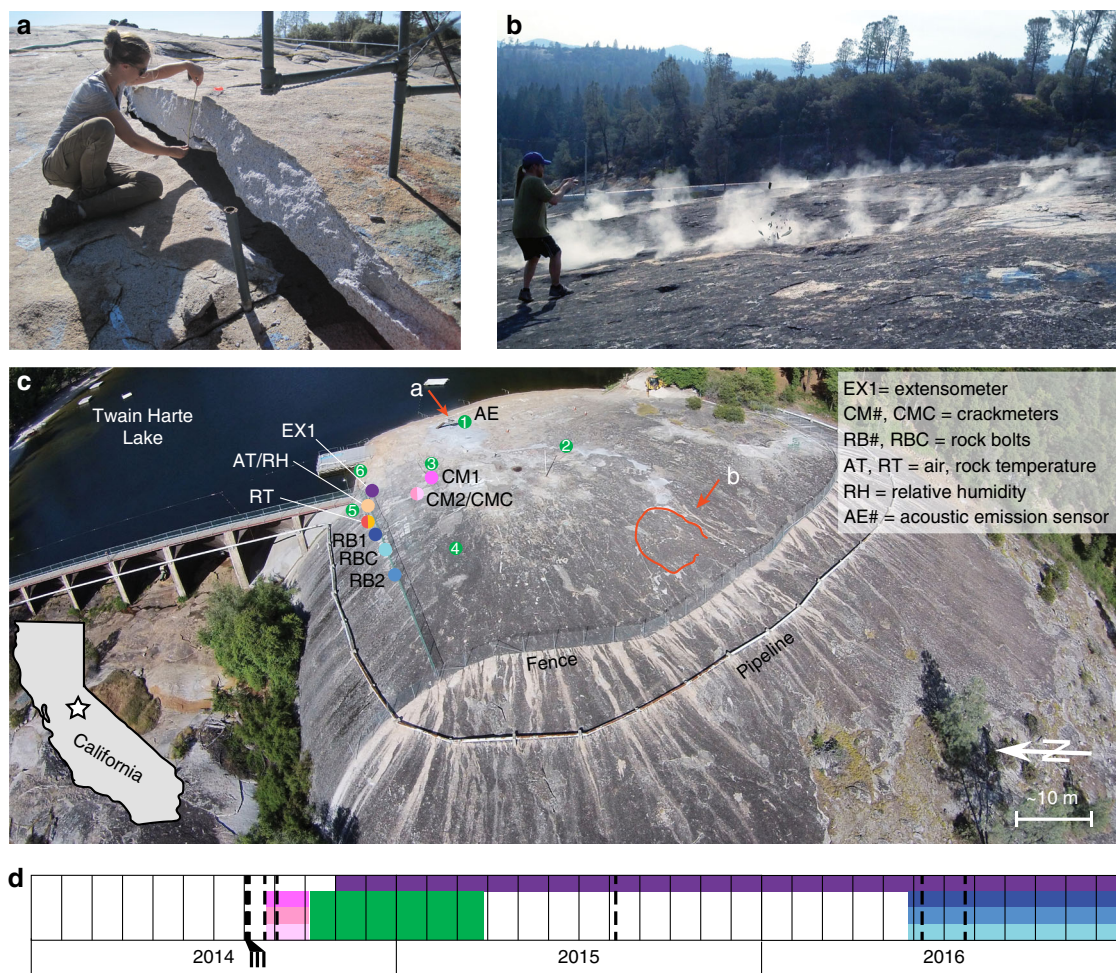 a
b
c
Twain Harte
Lake
a
AE
1
2
EX1
AT/RH
RT
6
3
CM1
CM2/CMC
5
RB1
RBC
RB2
4
b
EX1= extensometer
CM#, CMC = crackmeters
RB#, RBC = rock bolts
AT, RT = air, rock temperature
RH = relative humidity
AE# = acoustic emission sensor
Fence
Pipeline
California
N
~10 m
d
2014
2015
2016